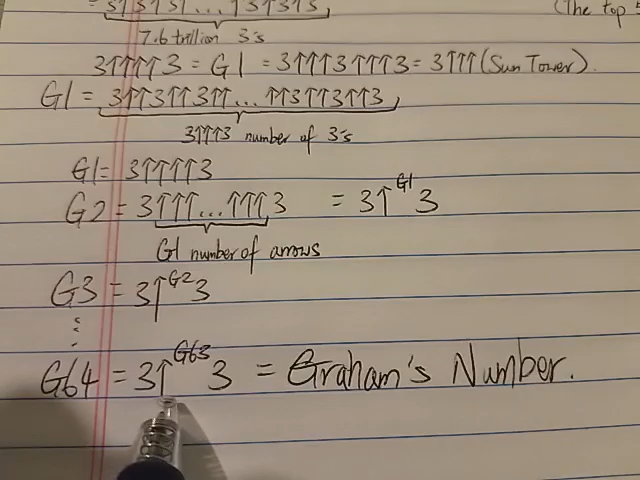 = 3↑3↑3↑...↑3↑3↑3
(The top
7.6 trillion 3's
3↑↑↑↑3 = G1 = 3↑↑↑3↑↑↑3 = 3↑↑↑(Sun Tower).
G1 = 3↑↑3↑↑3↑↑...↑↑3↑↑3↑↑3,
3↑↑↑3 number of 3's
G1= 3↑↑↑↑3
G2 = 3↑↑↑...↑↑↑3 = 3↑^G1 3
G1 number of arrows
G3 = 3↑^G2 3
⋮
G64 = 3↑^G63 3 = Graham's Number.